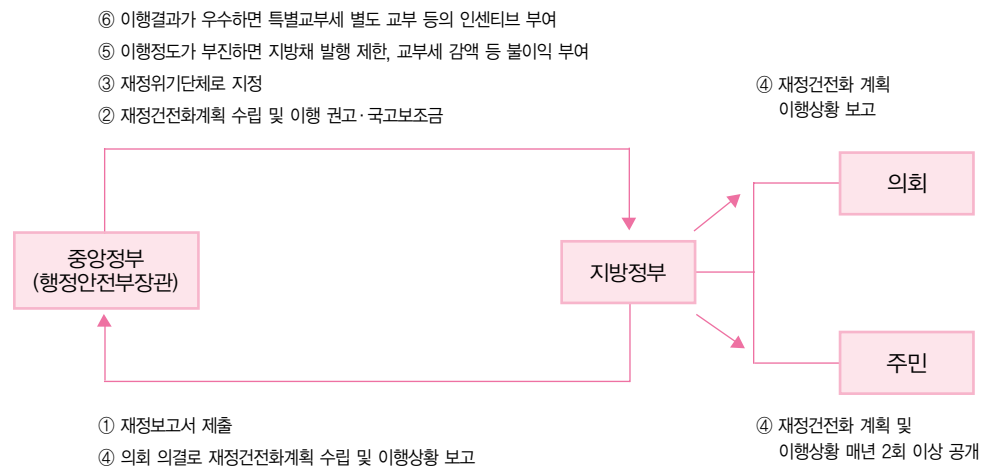 ⑥ 이행결과가 우수하면 특별교부세 별도 교부 등의 인센티브 부여
⑤ 이행정도가 부진하면 지방채 발행 제한, 교부세 감액 등 불이익 부여
③ 재정위기단체로 지정
② 재정건전화계획 수립 및 이행 권고·국고보조금
④ 재정건전화 계획
이행상황 보고
의회
중앙정부
(행정안전부장관)
지방정부
주민
① 재정보고서 제출
④ 의회 의결로 재정건전화계획 수립 및 이행상황 보고
④ 재정건전화 계획 및
이행상황 매년 2회 이상 공개